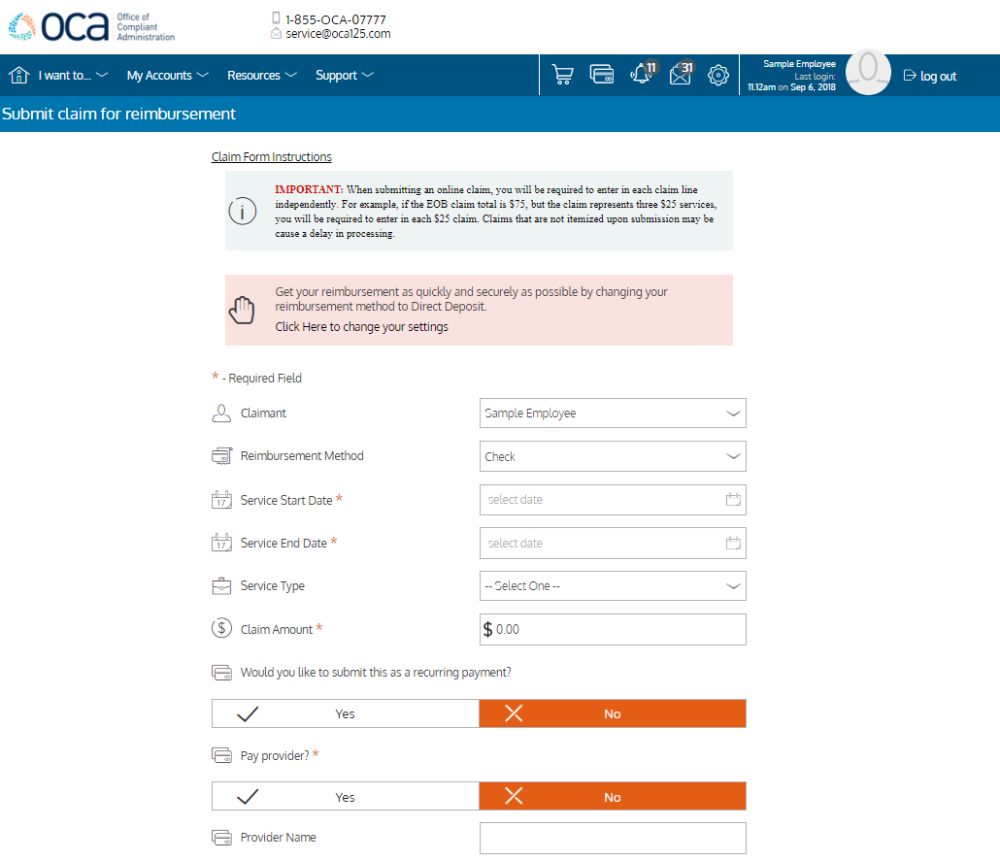 oca
Office of
Compliant
Administration
1-855-OCA-07777
service@oca125.com
I want to...
My Accounts
Resources
Support
11
31
Sample Employee
Last login:
11.12am on Sep 6, 2018
log out
Submit claim for reimbursement
Claim Form Instructions
IMPORTANT: When submitting an online claim, you will be required to enter in each claim line
independently. For example, if the EOB claim total is $75, but the claim represents three $25 services,
you will be required to enter in each $25 claim. Claims that are not itemized upon submission may be
cause a delay in processing.
Get your reimbursement as quickly and securely as possible by changing your
reimbursement method to Direct Deposit.
Click Here to change your settings
* - Required Field
Claimant
Sample Employee
Reimbursement Method
Check
17
Service Start Date *
select date
17
Service End Date *
select date
Service Type
-- Select One --
$
Claim Amount *
$ 0.00
Would you like to submit this as a recurring payment?
Yes
No
Pay provider? *
Yes
No
Provider Name